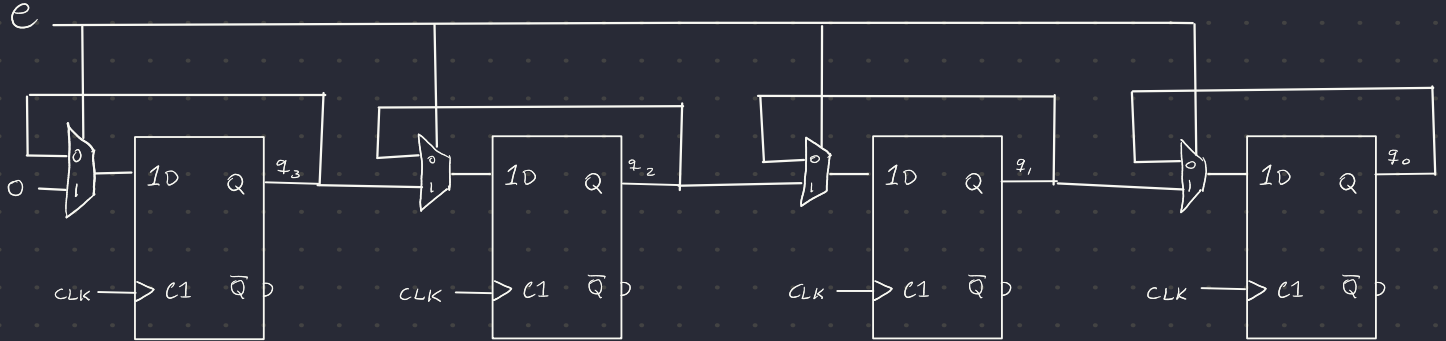 e
0 0 0 0
1D Q q₃ 1D Q q₂ 1D Q q₁ 1D Q q₀
0 1 1 1 1
CLK C1 Q̅ CLK C1 Q̅ CLK C1 Q̅ CLK C1 Q̅